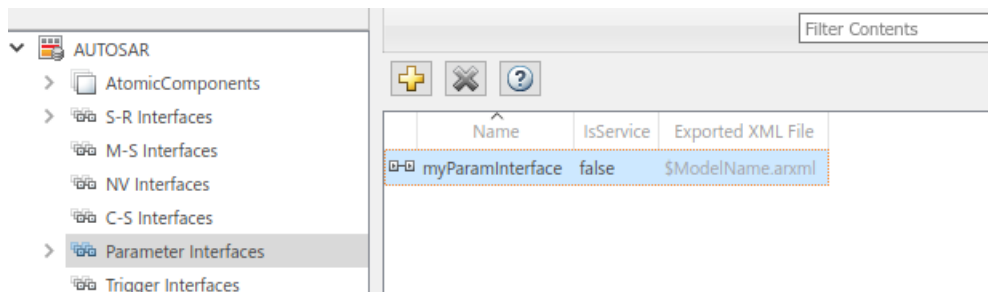 Filter Contents
AUTOSAR
AtomicComponents
S-R Interfaces
M-S Interfaces
NV Interfaces
C-S Interfaces
Parameter Interfaces
Trigger Interfaces
Name IsService Exported XML File
myParamInterface false $ModelName.arxml